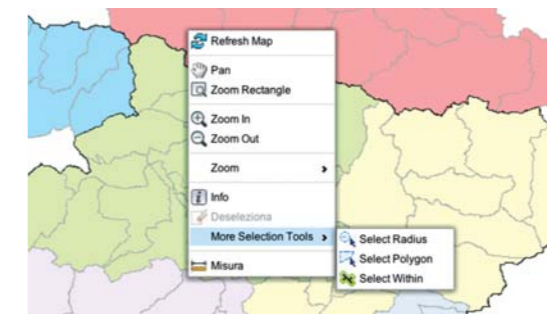 Refresh Map
Pan
Zoom Rectangle
Zoom In
Zoom Out
Zoom
Info
Deseleziona
More Selection Tools
Select Radius
Select Polygon
Select Within
Misura